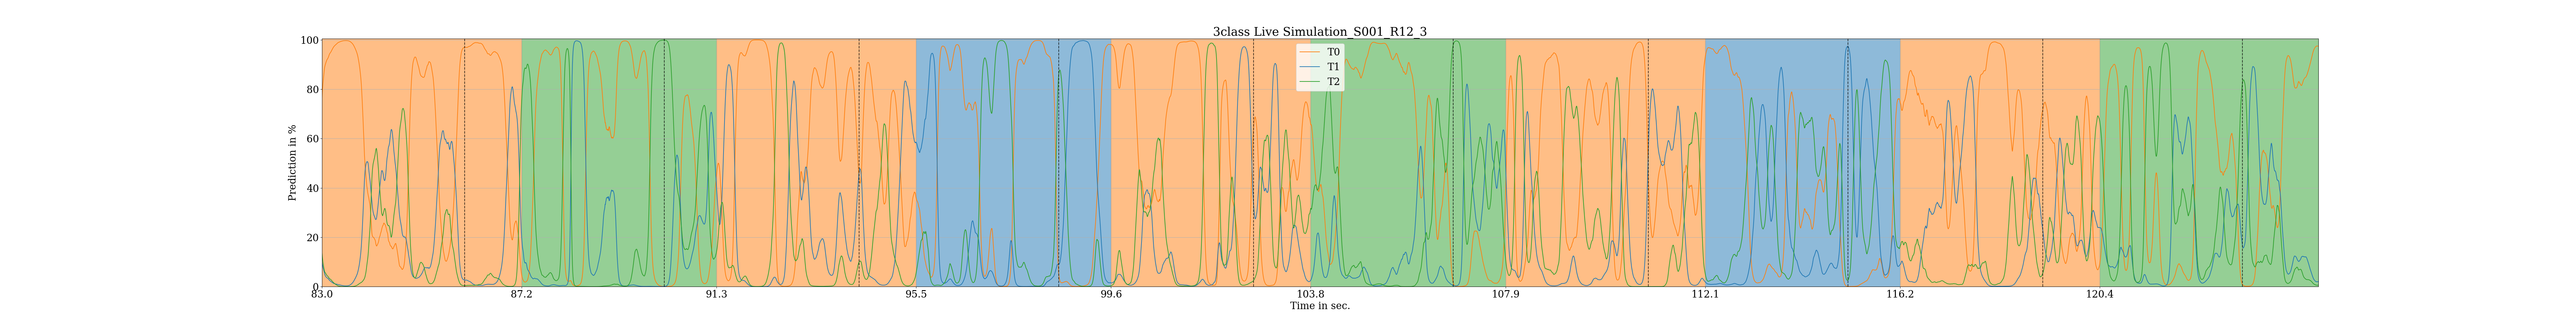 3class Live Simulation_S001_R12_3
100
80
60
40
20
0
Prediction in %
T0
T1
T2
83.0 87.2 91.3 95.5 99.6 103.8 107.9 112.1 116.2 120.4
Time in sec.